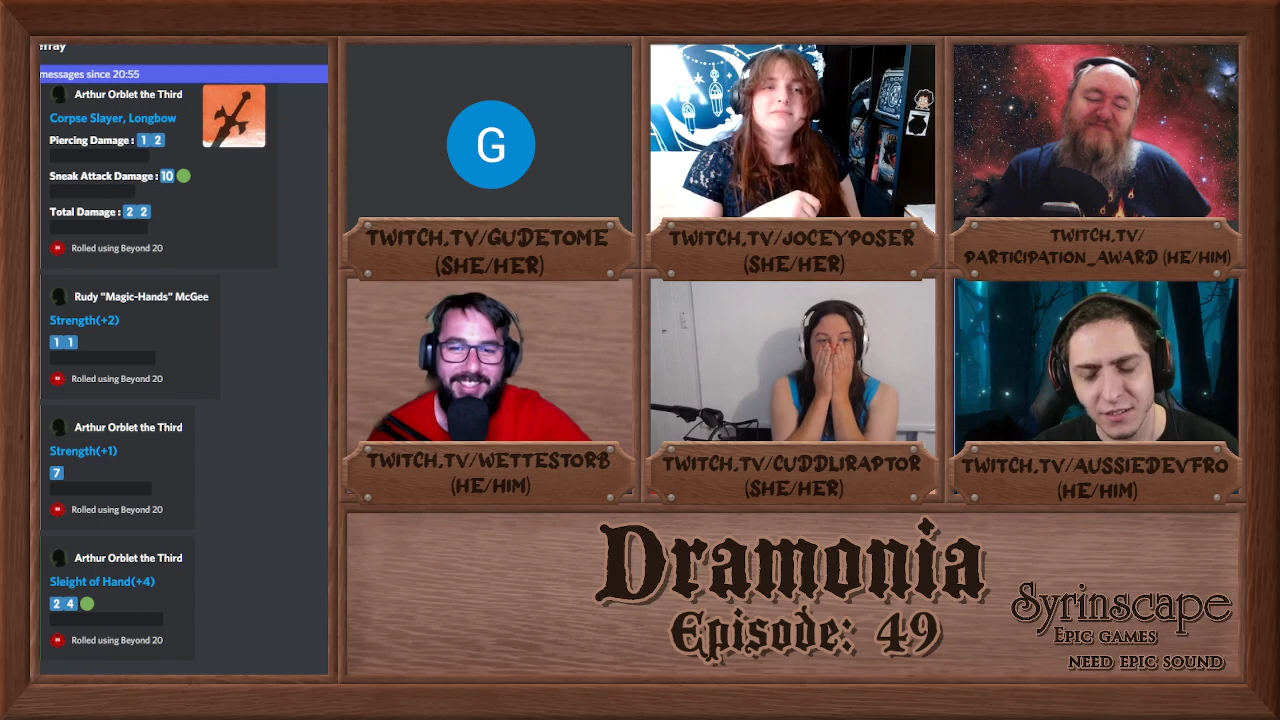 messages since 20:55
Arthur Orblet the Third
Corpse Slayer, Longbow
Piercing Damage : 1 2
Sneak Attack Damage : 10
Total Damage : 2 2
Rolled using Beyond 20
Rudy "Magic-Hands" McGee
Strength(+2)
1 1
Rolled using Beyond 20
Arthur Orblet the Third
Strength(+1)
7
Rolled using Beyond 20
Arthur Orblet the Third
Sleight of Hand(+4)
2 4
Rolled using Beyond 20
G
TWITCH.TV/GUDETOME
(SHE/HER)
TWITCH.TV/JOCEYPOSER
(SHE/HER)
TWITCH.TV/
PARTICIPATION_AWARD (HE/HIM)
TWITCH.TV/WETTESTOR8
(HE/HIM)
TWITCH.TV/CUDDLIRAPTOR
(SHE/HER)
TWITCH.TV/AUSSIEDEVFRO
(HE/HIM)
Dramonia
Episode: 49
Syrinscape
EPIC GAMES
NEED EPIC SOUND